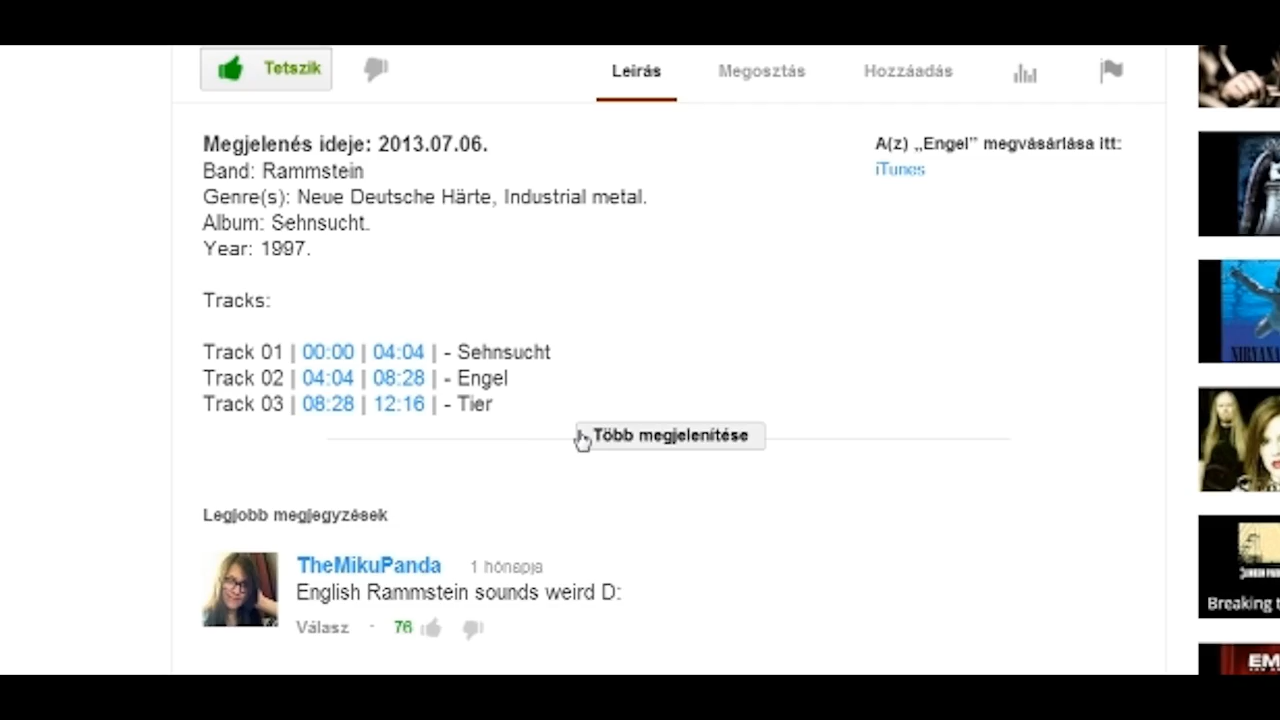 Tetszik
Leírás
Megosztás
Hozzáadás
Megjelenés ideje: 2013.07.06.
Band: Rammstein
Genre(s): Neue Deutsche Härte, Industrial metal.
Album: Sehnsucht.
Year: 1997.
A(z) „Engel” megvásárlása itt:
iTunes
Tracks:
Track 01 | 00:00 | 04:04 | - Sehnsucht
Track 02 | 04:04 | 08:28 | - Engel
Track 03 | 08:28 | 12:16 | - Tier
Több megjelenítése
Legjobb megjegyzések
TheMikuPanda 1 hónapja
English Rammstein sounds weird D:
Válasz · 76
NIRVANA
Breaking t
EM